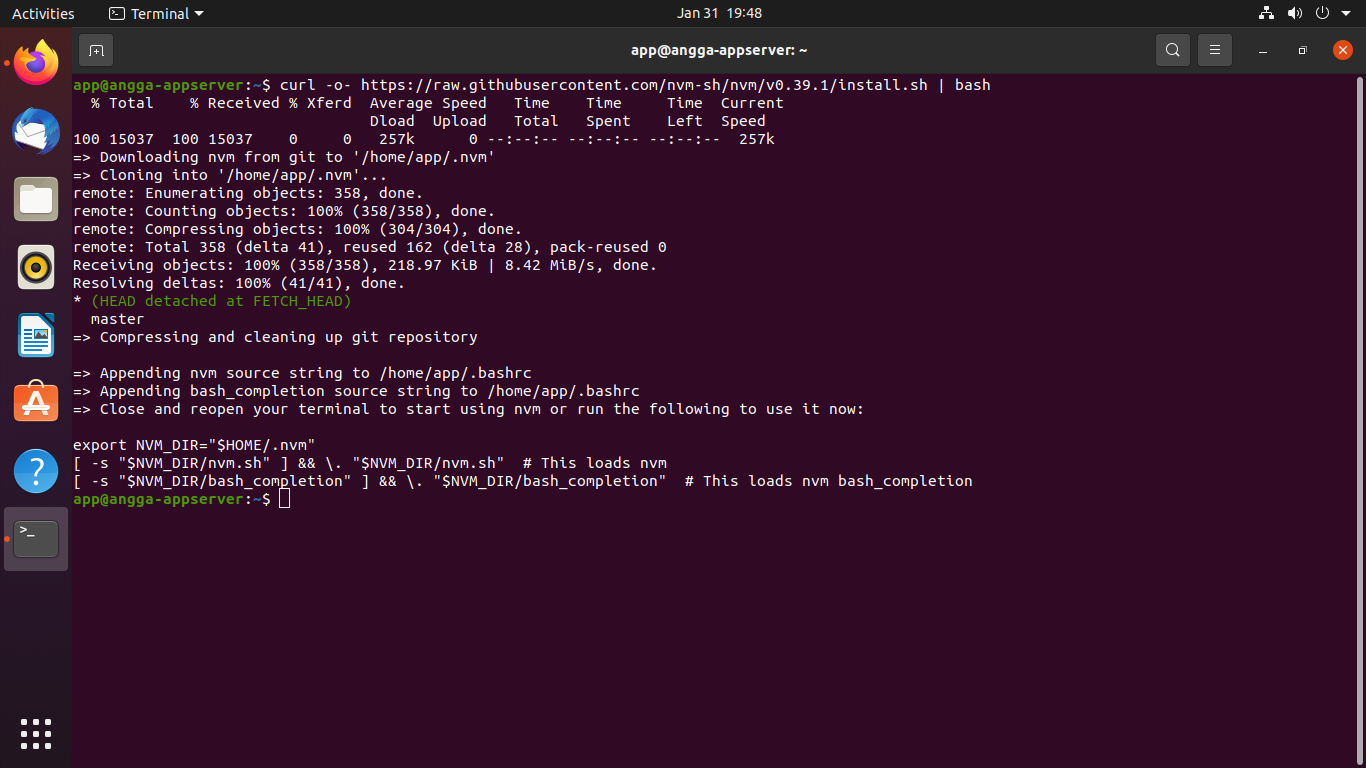 Activities
Terminal
Jan 31 19:48
app@angga-appserver: ~
app@angga-appserver:~$ curl -o- https://raw.githubusercontent.com/nvm-sh/nvm/v0.39.1/install.sh | bash
  % Total    % Received % Xferd  Average Speed   Time    Time     Time  Current
                                 Dload  Upload   Total   Spent    Left  Speed
100 15037  100 15037    0     0   257k      0 --:--:-- --:--:-- --:--:--  257k
=> Downloading nvm from git to '/home/app/.nvm'
=> Cloning into '/home/app/.nvm'...
remote: Enumerating objects: 358, done.
remote: Counting objects: 100% (358/358), done.
remote: Compressing objects: 100% (304/304), done.
remote: Total 358 (delta 41), reused 162 (delta 28), pack-reused 0
Receiving objects: 100% (358/358), 218.97 KiB | 8.42 MiB/s, done.
Resolving deltas: 100% (41/41), done.
* (HEAD detached at FETCH_HEAD)
  master
=> Compressing and cleaning up git repository
=> Appending nvm source string to /home/app/.bashrc
=> Appending bash_completion source string to /home/app/.bashrc
=> Close and reopen your terminal to start using nvm or run the following to use it now:
export NVM_DIR="$HOME/.nvm"
[ -s "$NVM_DIR/nvm.sh" ] && \. "$NVM_DIR/nvm.sh"  # This loads nvm
[ -s "$NVM_DIR/bash_completion" ] && \. "$NVM_DIR/bash_completion"  # This loads nvm bash_completion
app@angga-appserver:~$